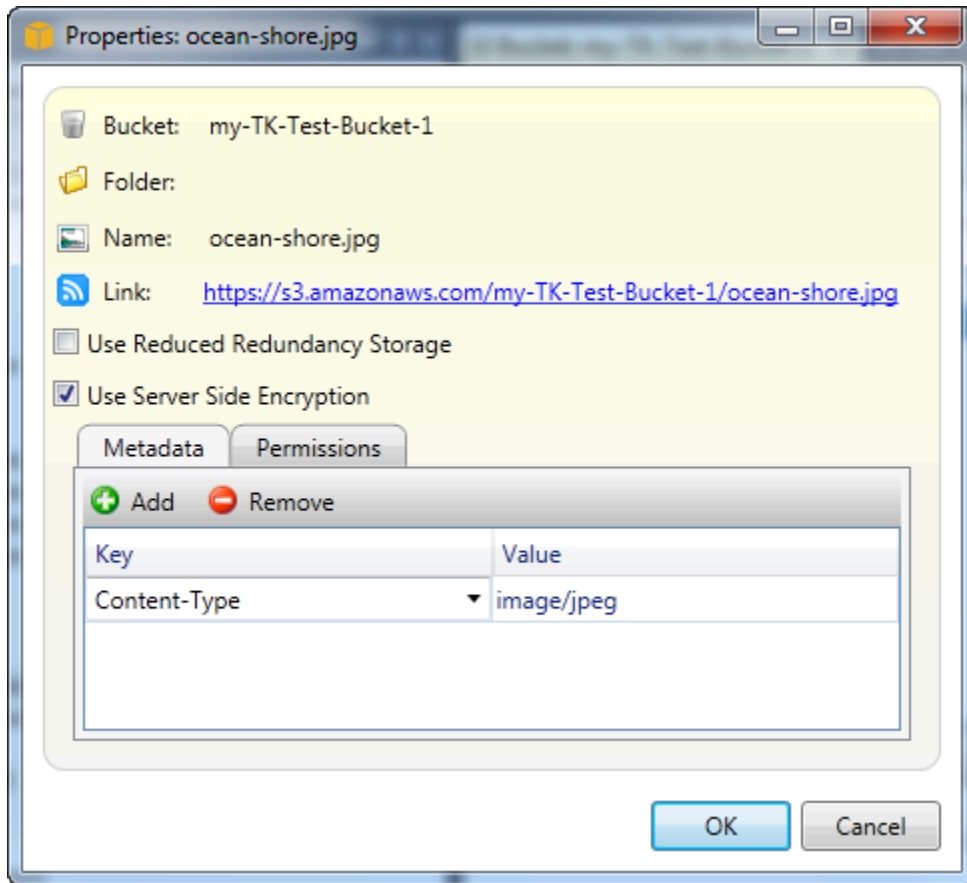 Properties: ocean-shore.jpg
Bucket: my-TK-Test-Bucket-1
Folder:
Name: ocean-shore.jpg
Link: https://s3.amazonaws.com/my-TK-Test-Bucket-1/ocean-shore.jpg
Use Reduced Redundancy Storage
Use Server Side Encryption
Metadata Permissions
Add Remove
Key Value
Content-Type image/jpeg
OK Cancel